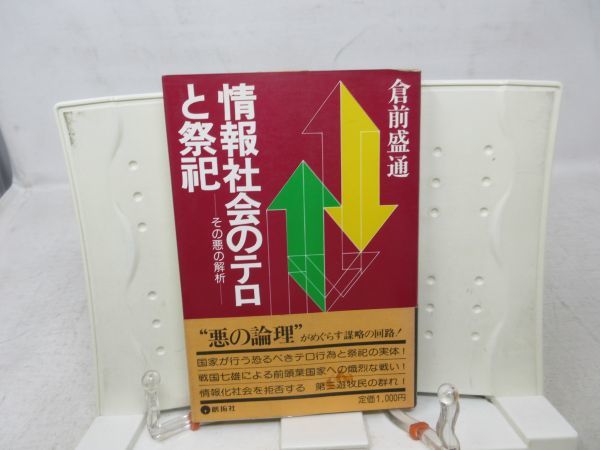 倉前盛通
情報社会のテロ
と祭祀
──その悪の解析──
“悪の論理”がめぐらす謀略の回路！
国家が行う恐るべきテロ行為と祭祀の実体！
戦国七雄による前頭葉国家への熾烈な戦い！
情報化社会を拒否する 第三遊牧民の群れ！
創拓社
定価1,000円